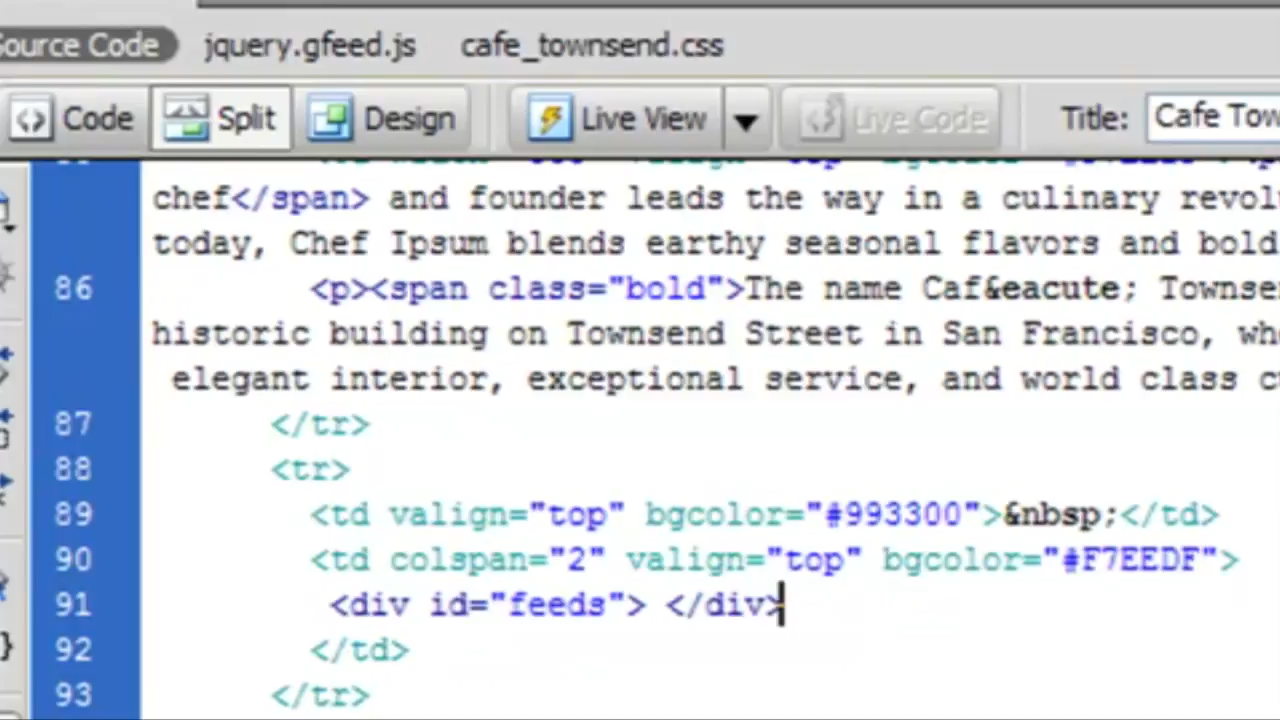 Source Code jquery.gfeed.js cafe_townsend.css
Code Split Design Live View Live Code Title: Cafe Tow
chef</span> and founder leads the way in a culinary revol
today, Chef Ipsum blends earthy seasonal flavors and bold
86 <p><span class="bold">The name Caf&eacute; Townse
historic building on Townsend Street in San Francisco, wh
elegant interior, exceptional service, and world class c
87 </tr>
88 <tr>
89 <td valign="top" bgcolor="#993300">&nbsp;</td>
90 <td colspan="2" valign="top" bgcolor="#F7EEDF">
91 <div id="feeds"> </div>
92 </td>
93 </tr>